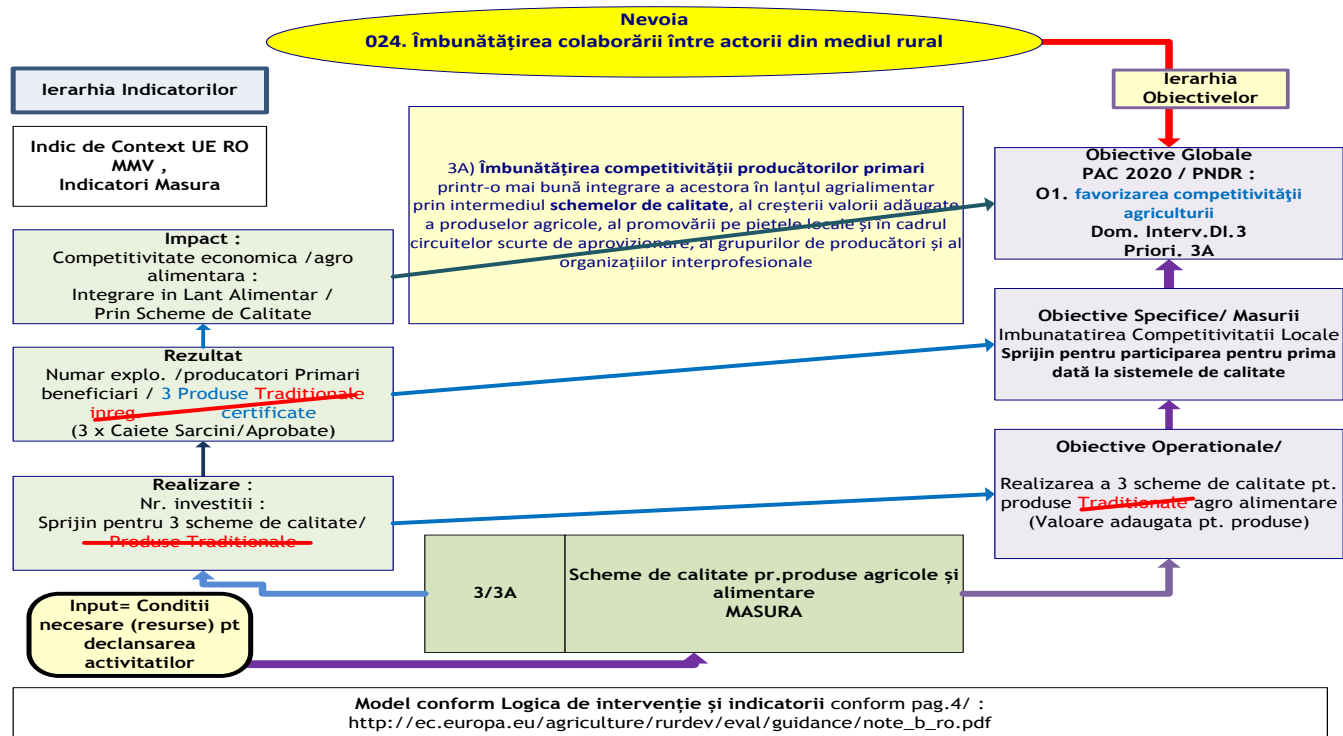 Nevoia
024. Îmbunătățirea colaborării între actorii din mediul rural
Ierarhia Indicatorilor
Ierarhia
Obiectivelor
Indic de Context UE RO
MMV ,
Indicatori Masura
3A) Îmbunătățirea competitivității producătorilor primari
printr-o mai bună integrare a acestora în lanțul agrialimentar
prin intermediul schemelor de calitate, al creșterii valorii adăugate
a produselor agricole, al promovării pe piețele locale și în cadrul
circuitelor scurte de aprovizionare, al grupurilor de producători și al
organizațiilor interprofesionale
Obiective Globale
PAC 2020 / PNDR :
O1. favorizarea competitivităţii
agriculturii
Dom. Interv.DI.3
Priori. 3A
Impact :
Competitivitate economica /agro
alimentara :
Integrare in Lant Alimentar /
Prin Scheme de Calitate
Obiective Specifice/ Masurii
Imbunatatirea Competitivitatii Locale
Sprijin pentru participarea pentru prima
dată la sistemele de calitate
Rezultat
Numar explo. /producatori Primari
beneficiari / 3 Produse Traditionale
inreg. certificate
(3 x Caiete Sarcini/Aprobate)
Obiective Operationale/
Realizarea a 3 scheme de calitate pt.
produse Traditionale agro alimentare
(Valoare adaugata pt. produse)
Realizare :
Nr. investitii :
Sprijin pentru 3 scheme de calitate/
Produse Traditionale
3/3A
Scheme de calitate pr.produse agricole și
alimentare
MASURA
Input= Conditii
necesare (resurse) pt
declansarea
activitatilor
Model conform Logica de intervenție și indicatorii conform pag.4/ :
http://ec.europa.eu/agriculture/rurdev/eval/guidance/note_b_ro.pdf